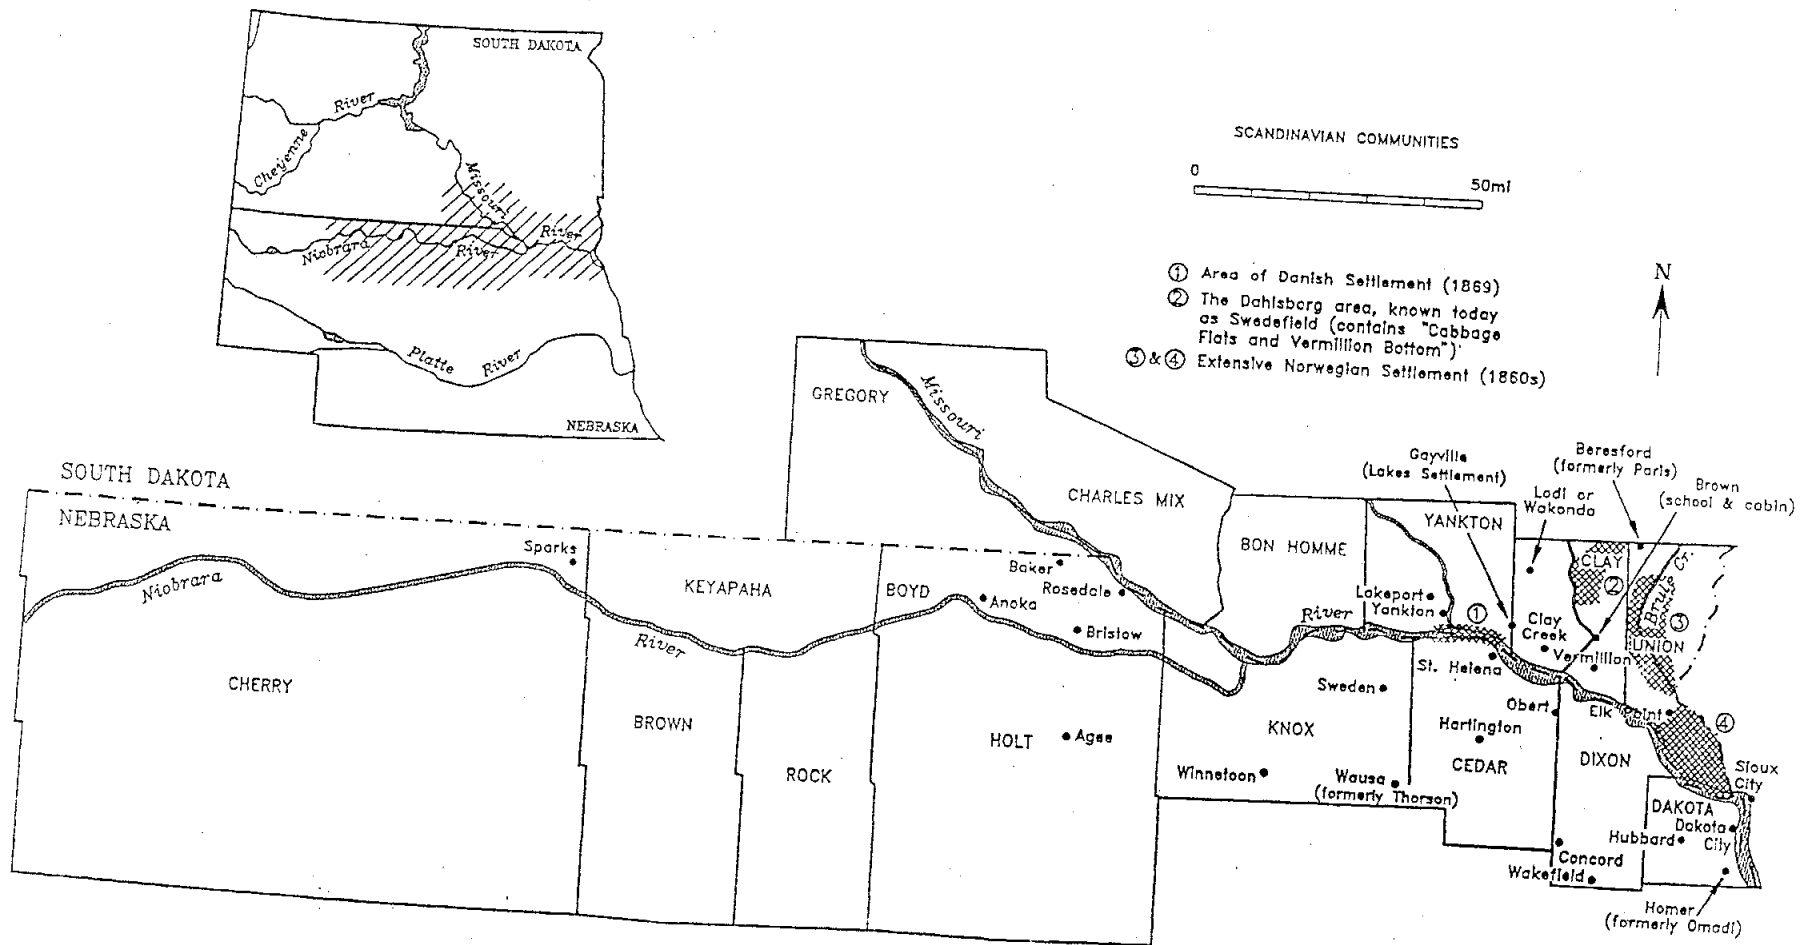 SOUTH DAKOTA
River
Cheyenne
Missouri
River
Niobrara
River
Platte
River
NEBRASKA
SCANDINAVIAN COMMUNITIES
0
50mi
N
① Area of Danish Settlement (1869)
② The Dahlsborg area, known today
as Swedefield (contains "Cabbage
Flats and Vermillion Bottom")
③ & ④ Extensive Norwegian Settlement (1860s)
GREGORY
Missouri
CHARLES MIX
Gayville
(Lakes Settlement)
Beresford
(formerly Paris)
Lodi or
Wakonda
Brown
(school & cabin)
SOUTH DAKOTA
NEBRASKA
YANKTON
BON HOMME
CLAY
②
Brule Cr.
③
UNION
Sparks
Niobrara
KEYAPAHA
BOYD
Baker
Rosedale
Anoka
Bristow
River
River
Lakeport
Yankton
①
Clay
Creek
Vermillion
St. Helena
CHERRY
BROWN
ROCK
HOLT
Agee
Sweden
KNOX
Winnetoon
Wausa
(formerly Thorson)
Obert
Hartington
CEDAR
Elk Point
④
DIXON
Sioux
City
DAKOTA
Dakota
City
Hubbard
Concord
Wakefield
Homer
(formerly Omadi)